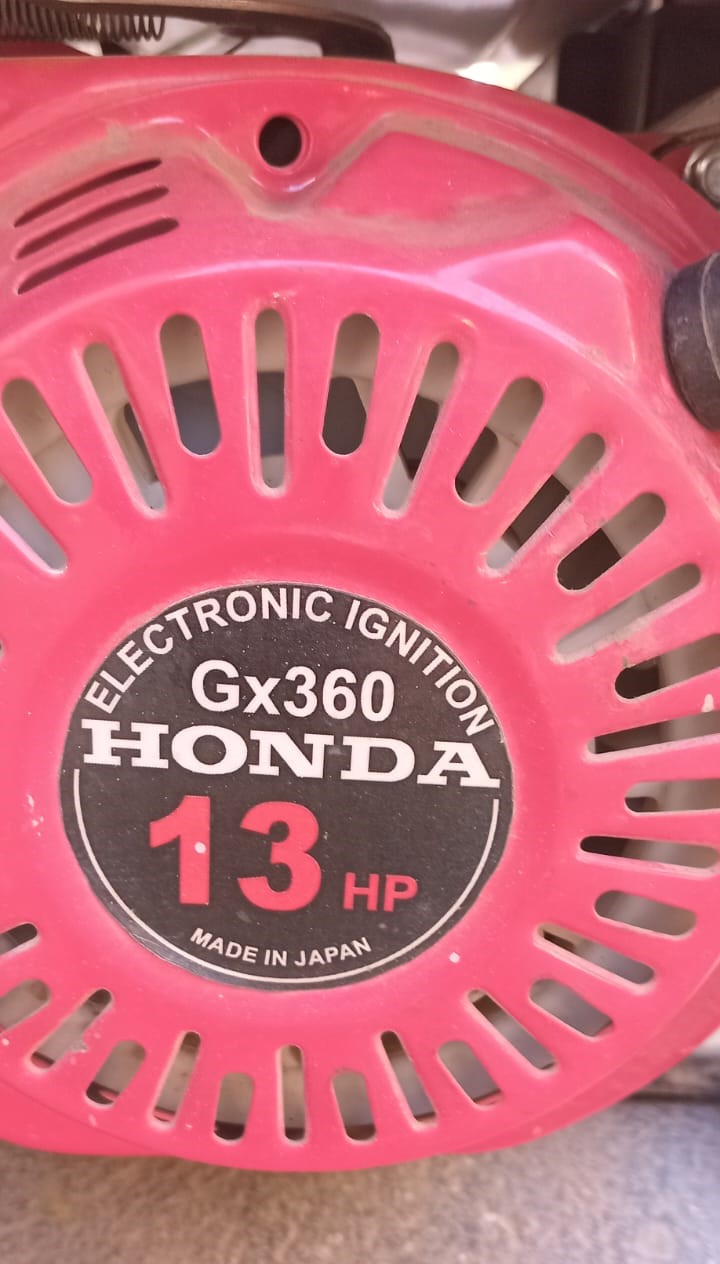 ELECTRONIC IGNITION
Gx360
HONDA
13 HP
MADE IN JAPAN